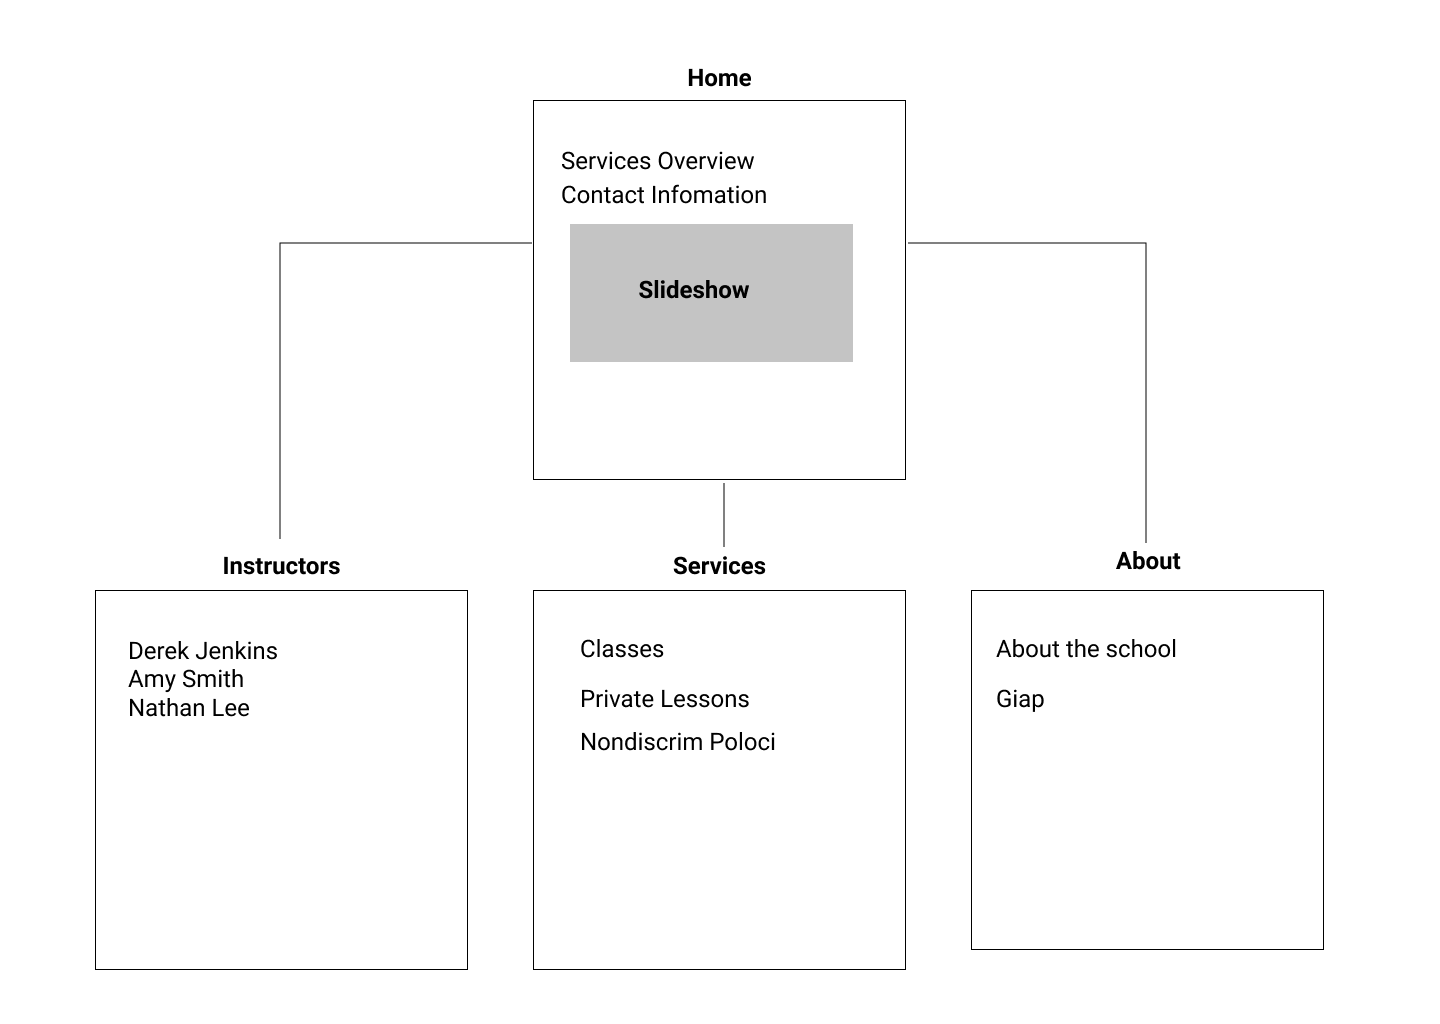 Home
Services Overview
Contact Infomation
Slideshow
Instructors
Derek Jenkins
Amy Smith
Nathan Lee
Services
Classes
Private Lessons
Nondiscrim Poloci
About
About the school
Giap